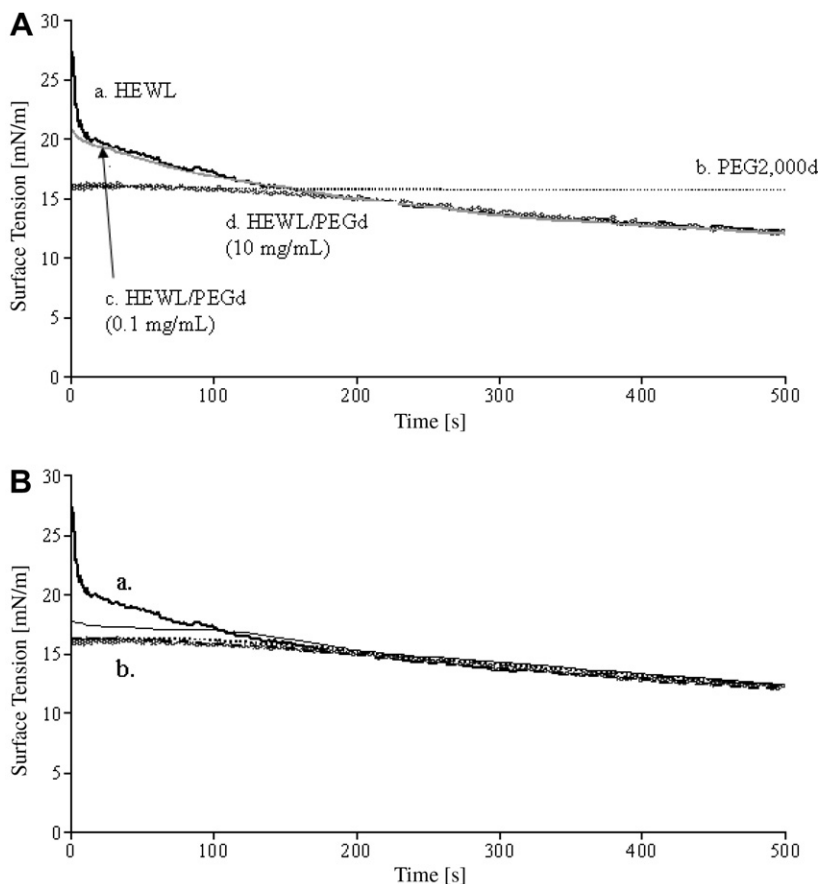 A
30
25
20
15
10
5
0
Surface Tension [mN/m]
a. HEWL
b. PEG2,000d
d. HEWL/PEGd
(10 mg/mL)
c. HEWL/PEGd
(0.1 mg/mL)
0 100 200 300 400 500
Time [s]
B
30
25
20
15
10
5
0
Surface Tension [mN/m]
a.
b.
0 100 200 300 400 500
Time [s]